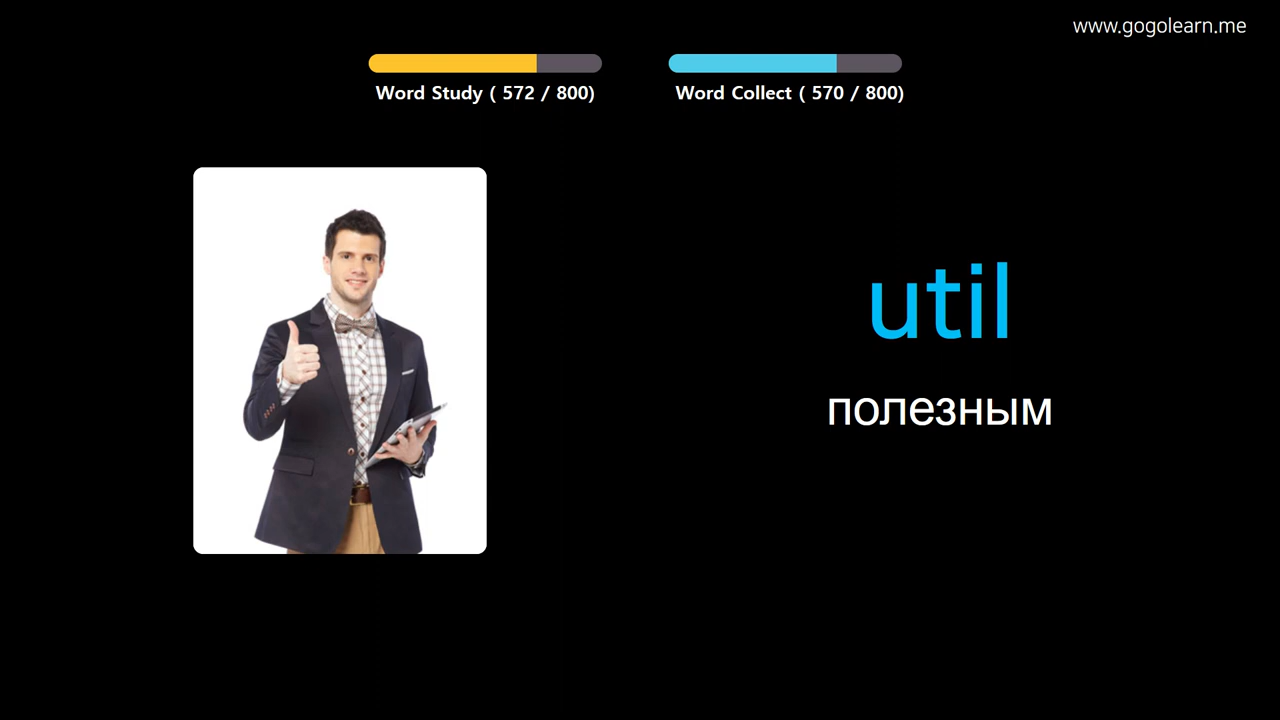 www.gogolearn.me
Word Study ( 572 / 800)
Word Collect ( 570 / 800)
util
полезным